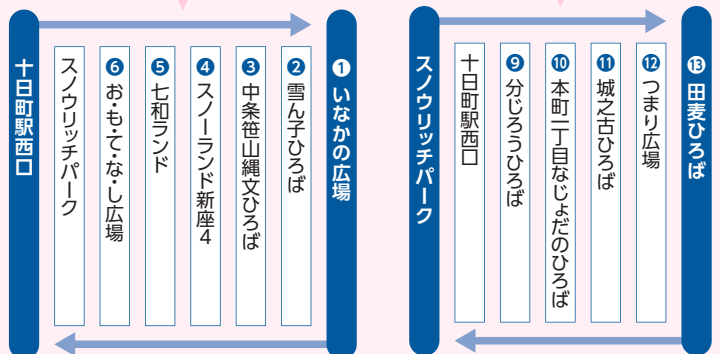 十日町駅西口
スノウリッチパーク
❻ お・も・て・な・し広場
❺ 七和ランド
❹ スノーランド新座4
❸ 中条笹山縄文ひろば
❷ 雪ん子ひろば
❶ いなかの広場
スノウリッチパーク
十日町駅西口
❾ 分じろうひろば
❿ 本町一丁目なじょだのひろば
⓫ 城之古ひろば
⓬ つまり広場
⓭ 田麦ひろば